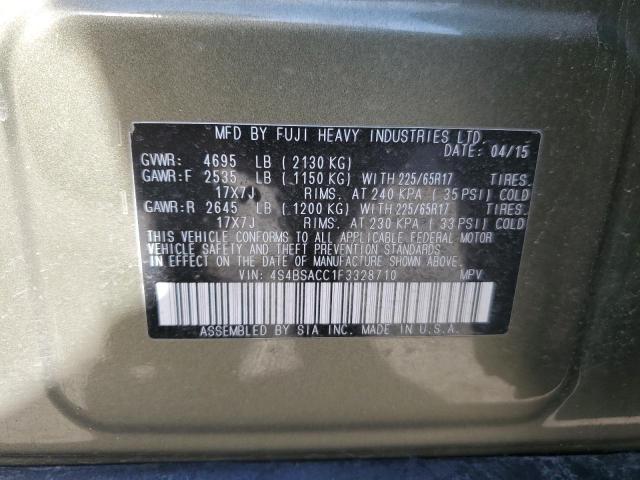 MFD BY FUJI HEAVY INDUSTRIES LTD.
DATE: 04/15
GVWR: 4695 LB ( 2130 KG)
GAWR:F 2535 LB ( 1150 KG) WITH 225/65R17 TIRES.
17X7J RIMS. AT 240 KPA ( 35 PSI) COLD
GAWR:R 2645 LB ( 1200 KG) WITH 225/65R17 TIRES.
17X7J RIMS. AT 230 KPA ( 33 PSI) COLD
THIS VEHICLE CONFORMS TO ALL APPLICABLE FEDERAL MOTOR
VEHICLE SAFETY AND THEFT PREVENTION STANDARDS
IN EFFECT ON THE DATE OF MANUFACTURE SHOWN ABOVE.
VIN: 4S4BSACC1F3328710 MPV
ASSEMBLED BY SIA INC. MADE IN U.S.A.